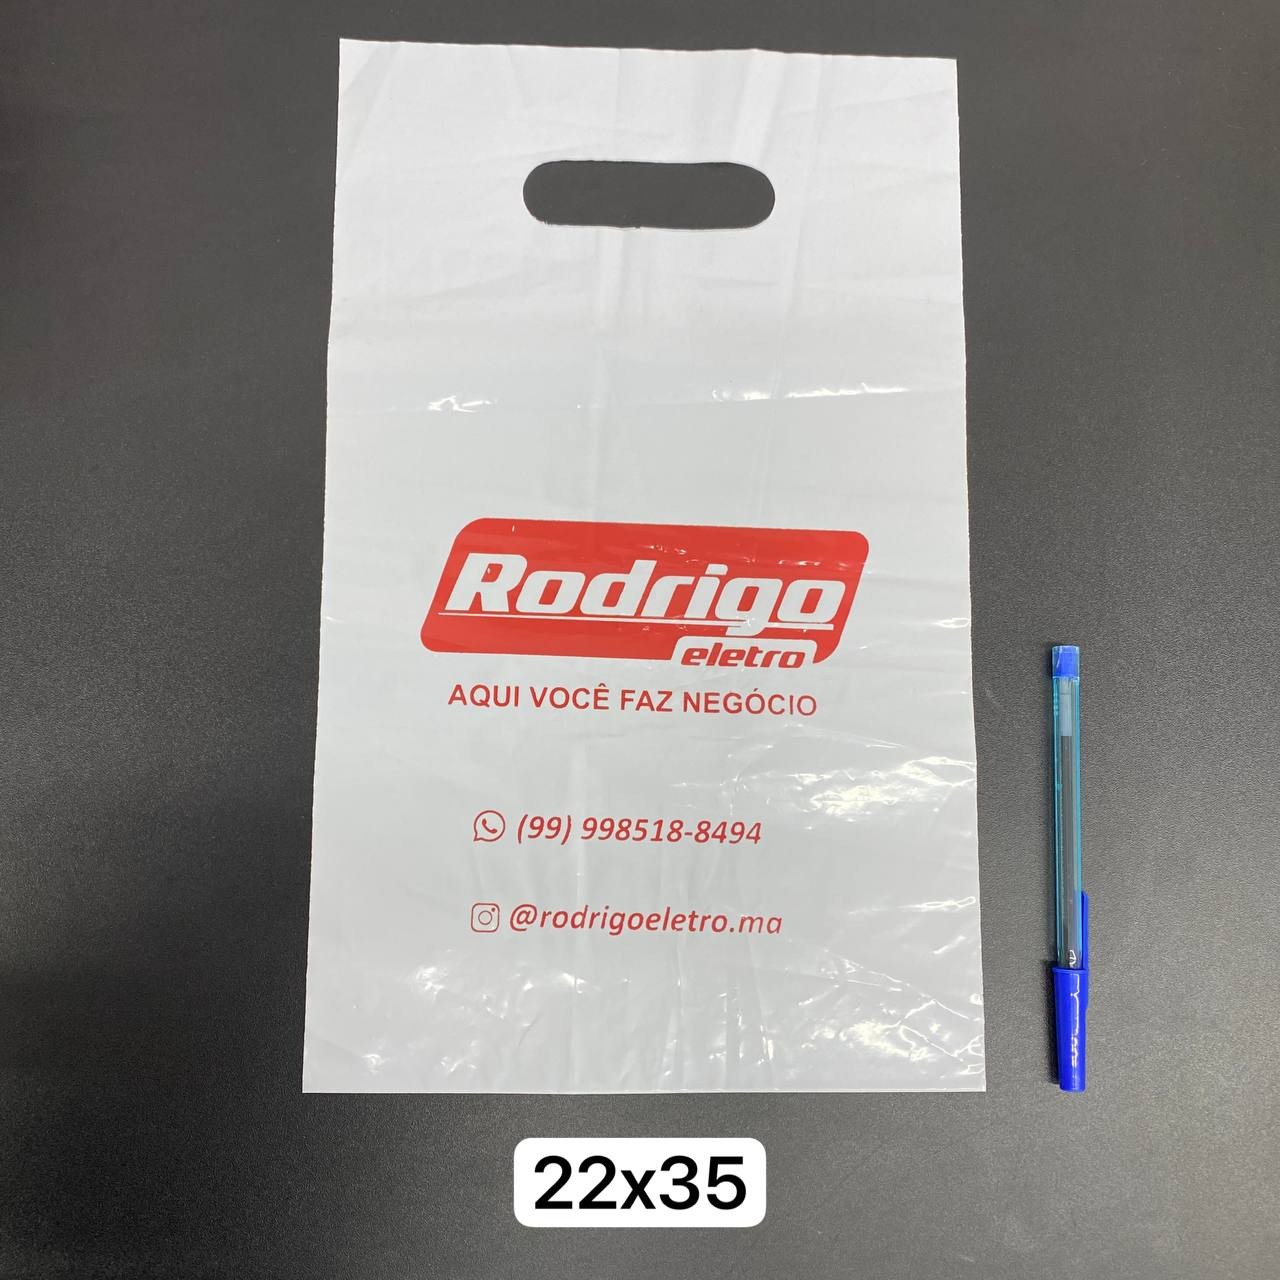 Rodrigo
eletro
AQUI VOCÊ FAZ NEGÓCIO
(99) 998518-8494
@rodrigoeletro.ma
22x35